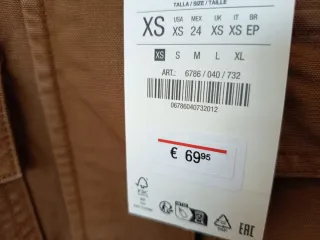 TALLA / SIZE / TAILLE
XS
USA XS
MEX 24
UK XS
IT XS
BR EP
XS S M L XL
ART.: 6786 / 040 / 732
06786040732012
€ 69,95
FSC